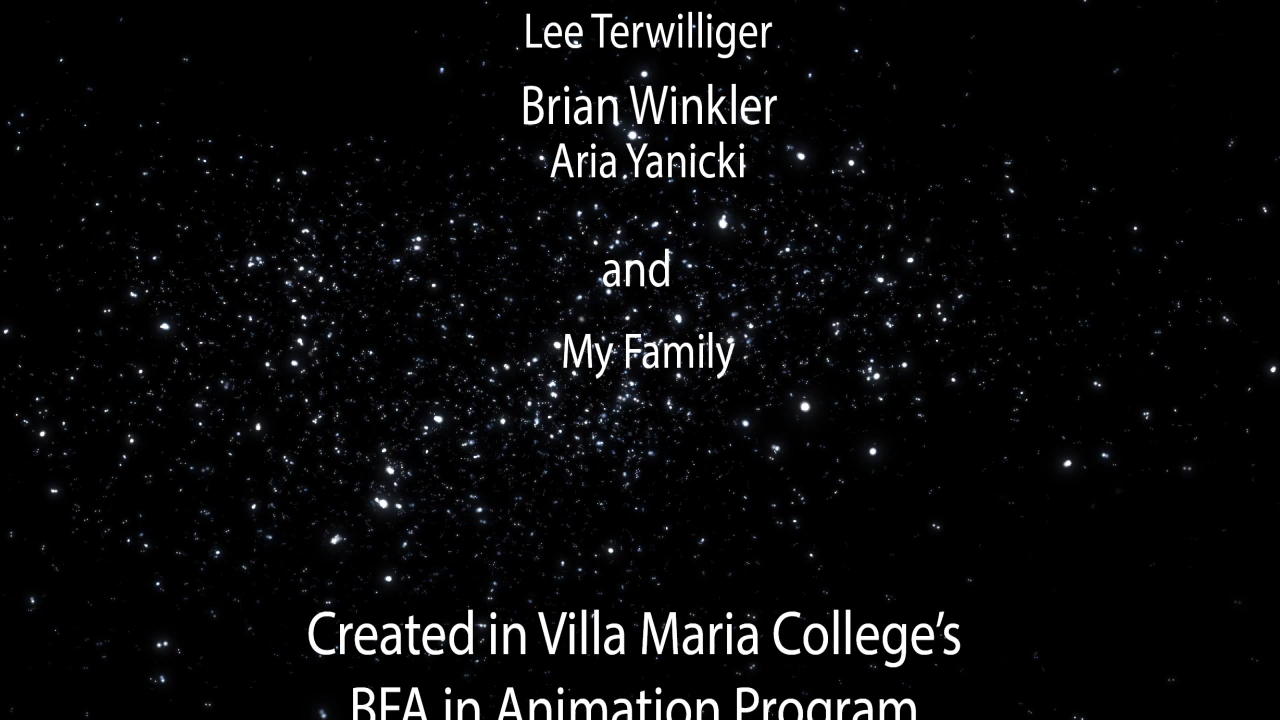 Lee Terwilliger
Brian Winkler
Aria Yanicki
and
My Family
Created in Villa Maria College’s
BFA in Animation Program